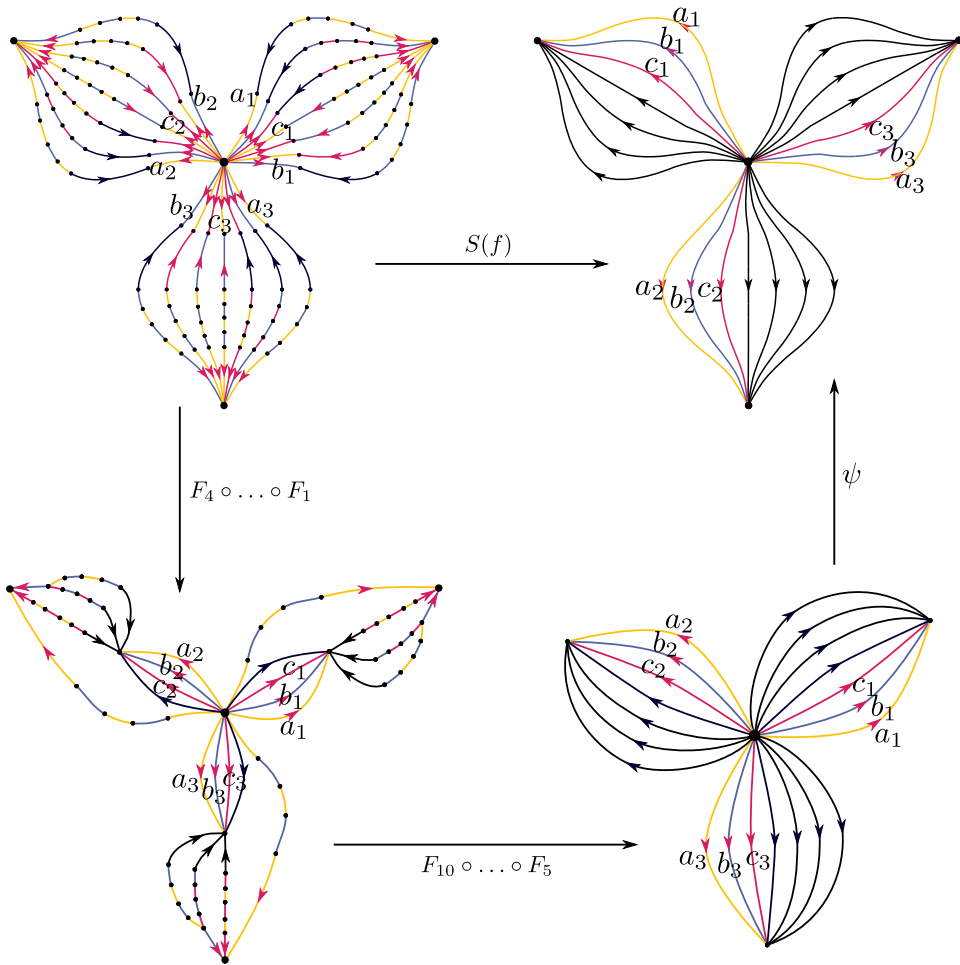 a₁
b₁
c₁
b₂
a₁
c₂
c₁
a₂
b₁
b₃
c₃
a₃
c₃
b₃
a₃
S(f)
a₂
b₂
c₂
F₄ ∘ … ∘ F₁
ψ
a₂
b₂
c₂
c₁
b₁
a₁
a₃
b₃
c₃
a₂
b₂
c₂
c₁
b₁
a₁
a₃
b₃
c₃
F₁₀ ∘ … ∘ F₅